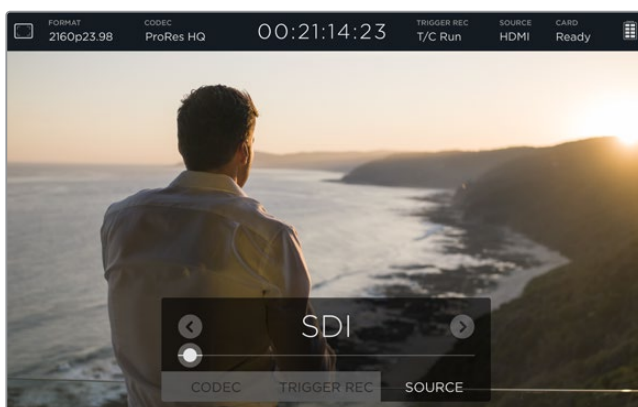 FORMAT CODEC TRIGGER REC SOURCE CARD
2160p23.98 ProRes HQ 00:21:14:23 T/C Run HDMI Ready
SDI
CODEC TRIGGER REC SOURCE